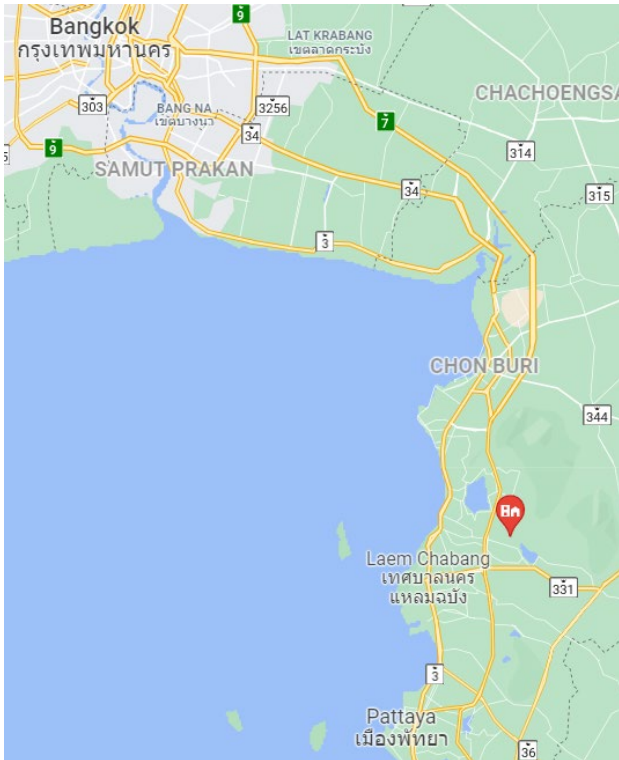 9
Bangkok
กรุงเทพมหานคร
LAT KRABANG
เขตลาดกระบัง
303
BANG NA
เขตบางนา
3256
CHACHOENGSA
34
7
9
314
SAMUT PRAKAN
34
315
3
CHON BURI
344
Laem Chabang
เทศบาลนคร
แหลมฉบัง
331
3
Pattaya
เมืองพัทยา
36